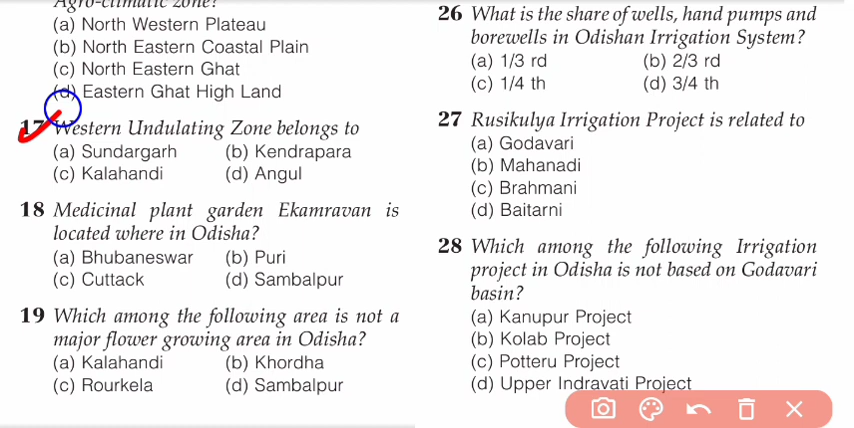 Agro-climatic zone?
(a) North Western Plateau
(b) North Eastern Coastal Plain
(c) North Eastern Ghat
(d) Eastern Ghat High Land
17 Western Undulating Zone belongs to
(a) Sundargarh (b) Kendrapara
(c) Kalahandi (d) Angul
18 Medicinal plant garden Ekamravan is
located where in Odisha?
(a) Bhubaneswar (b) Puri
(c) Cuttack (d) Sambalpur
19 Which among the following area is not a
major flower growing area in Odisha?
(a) Kalahandi (b) Khordha
(c) Rourkela (d) Sambalpur
26 What is the share of wells, hand pumps and
borewells in Odishan Irrigation System?
(a) 1/3 rd (b) 2/3 rd
(c) 1/4 th (d) 3/4 th
27 Rusikulya Irrigation Project is related to
(a) Godavari
(b) Mahanadi
(c) Brahmani
(d) Baitarni
28 Which among the following Irrigation
project in Odisha is not based on Godavari
basin?
(a) Kanupur Project
(b) Kolab Project
(c) Potteru Project
(d) Upper Indravati Project